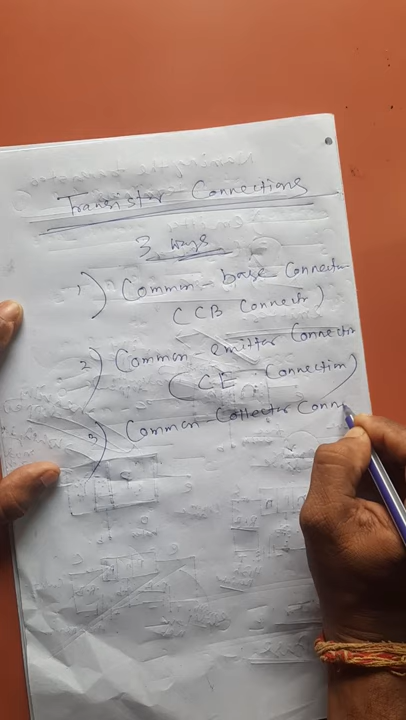 Transistor Connections
3 ways
1) Common-base Connection
(CB Connectn)
2) Common-emitter Connection
(CE Connection)
3) Common-Collector Conn